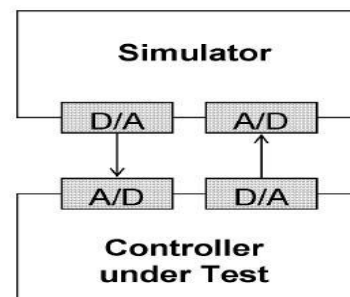 Simulator
D/A A/D
A/D D/A
Controller
under Test